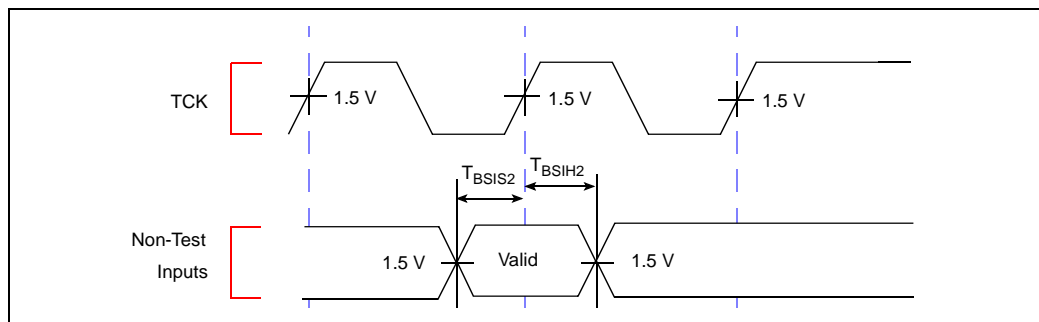 TCK
1.5 V
1.5 V
1.5 V
TBSIS2
TBSIH2
Non-Test
Inputs
1.5 V
Valid
1.5 V